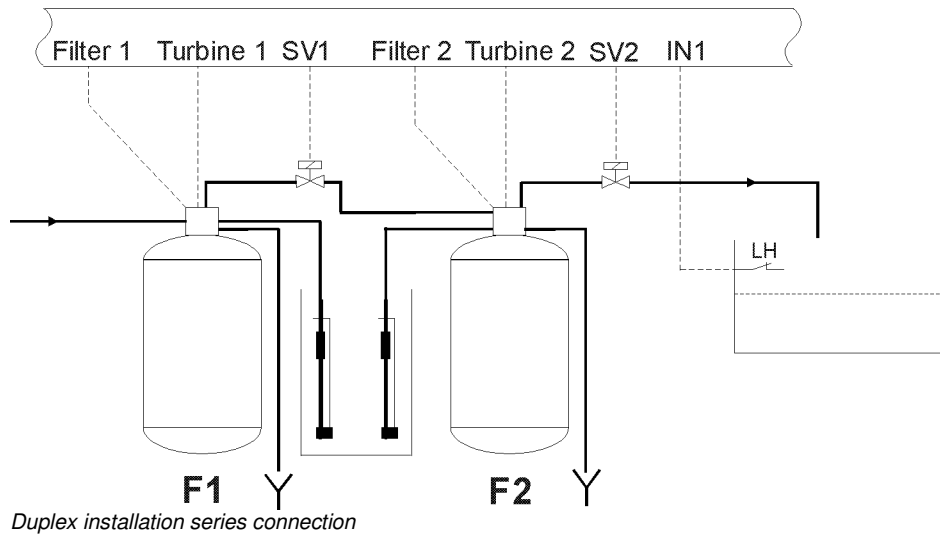 Filter 1 Turbine 1 SV1 Filter 2 Turbine 2 SV2 IN1
LH
F1 F2
Duplex installation series connection